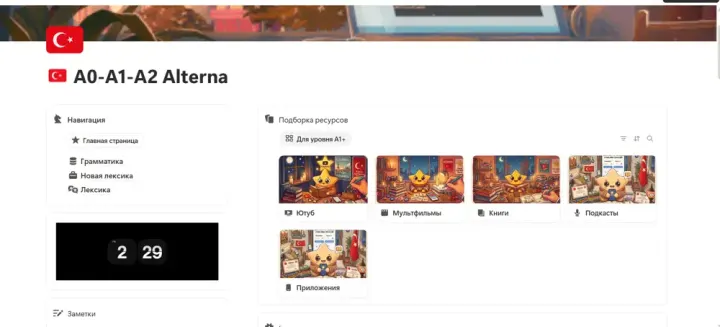 A0-A1-A2 Alterna
Навигация
Главная страница
Грамматика
Новая лексика
Лексика
2 29
Заметки
Подборка ресурсов
Для уровня А1+
Ютуб
Мультфильмы
Книги
Подкасты
Приложения